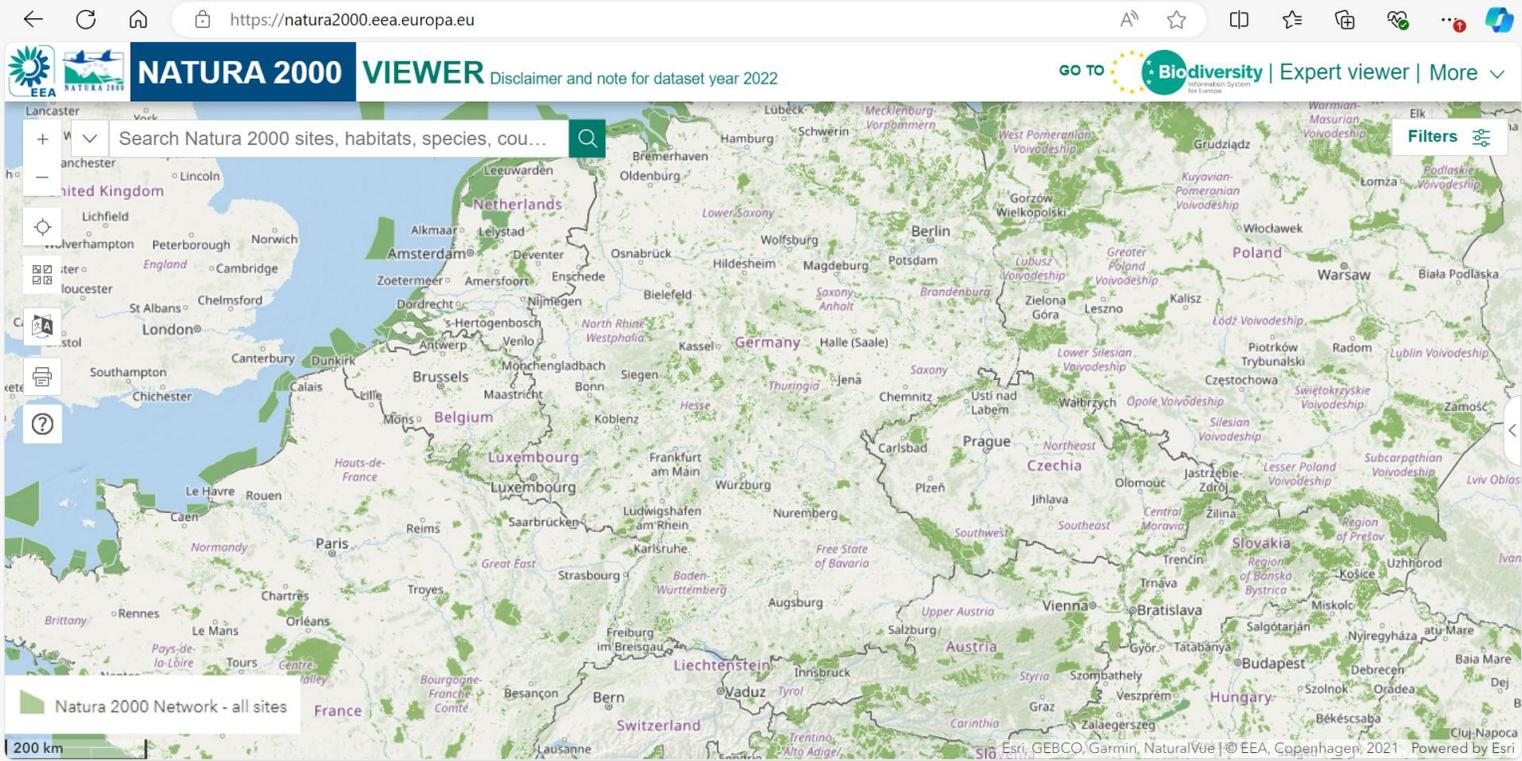 https://natura2000.eea.europa.eu
EEA
NATURA 2000
NATURA 2000 VIEWER Disclaimer and note for dataset year 2022
GO TO Biodiversity | Expert viewer | More
Information System
for Europe
Search Natura 2000 sites, habitats, species, cou...
Filters
Lancaster
York
Lübeck
Schwerin
Mecklenburg-
Vorpommern
Hamburg
West Pomeranian
Voivodeship
Grudziądz
Warmian-
Masurian
Voivodeship
Elk
Bremerhaven
Oldenburg
Leeuwarden
Lincoln
Netherlands
Lichfield
Lower Saxony
Gorzów
Wielkopolski
Kuyavian-
Pomeranian
Voivodeship
Łomża
Podlaskie
Voivodeship
Norwich
Peterborough
Alkmaar
Lelystad
Wolfsburg
Berlin
Włocławek
England
Cambridge
Amsterdam
Deventer
Osnabrück
Hildesheim
Magdeburg
Potsdam
Lubusz
Voivodeship
Greater
Poland
Voivodeship
Poland
Warsaw
Biała Podlaska
Zoetermeer
Amersfoort
Enschede
Chelmsford
St Albans
Dordrecht
Nijmegen
Bielefeld
Saxony
Anhalt
Brandenburg
Zielona
Góra
Leszno
Kalisz
London
's-Hertogenbosch
North Rhine
Westphalia
Łódź Voivodeship
Canterbury
Dunkirk
Antwerp
Venlo
Kassel
Germany
Halle (Saale)
Lower Silesian
Voivodeship
Piotrków
Trybunalski
Radom
Lublin Voivodeship
Southampton
Chichester
Calais
Brussels
Mönchengladbach
Maastricht
Siegen
Bonn
Thuringia
Jena
Saxony
Chemnitz
Ústí nad
Labem
Wałbrzych
Opole Voivodeship
Częstochowa
Świętokrzyskie
Voivodeship
Lille
Mons
Belgium
Koblenz
Hesse
Silesian
Voivodeship
Zamość
Hauts-de-
France
Luxembourg
Luxembourg
Frankfurt
am Main
Würzburg
Carlsbad
Prague
Northeast
Czechia
Plzeň
Jihlava
Olomouc
Jastrzębie-
Zdrój
Lesser Poland
Voivodeship
Subcarpathian
Voivodeship
Lviv Oblas
Le Havre
Rouen
Caen
Reims
Saarbrücken
Ludwigshafen
am Rhein
Nuremberg
Southwest
Southeast
Central
Moravia
Žilina
Region
of Prešov
Normandy
Paris
Great East
Karlsruhe
Strasbourg
Baden-
Wurttemberg
Free State
of Bavaria
Slovakia
Trenčín
Region
of Banská
Bystrica
Košice
Uzhhorod
Chartres
Troyes
Augsburg
Upper Austria
Vienna
Trnava
Bratislava
Miskolc
Rennes
Brittany
Le Mans
Orléans
Freiburg
im Breisgau
Salzburg
Austria
Győr
Tatabánya
Salgótarján
Nyíregyháza
Pays-de-
la-Loire
Tours
Centre
Liechtenstein
Innsbruck
Budapest
Debrecen
Baia Mare
Bourgogne-
Franche-
Comté
Besançon
Bern
Vaduz
Tyrol
Styria
Graz
Szombathely
Veszprém
Hungary
Szolnok
Oradea
Dej
Natura 2000 Network - all sites
France
Switzerland
Carinthia
Zalaegerszeg
Békéscsaba
Cluj-Napoca
Lausanne
Trentino-
Alto Adige/
200 km
Esri, GEBCO, Garmin, NaturalVue | © EEA, Copenhagen, 2021 Powered by Esri